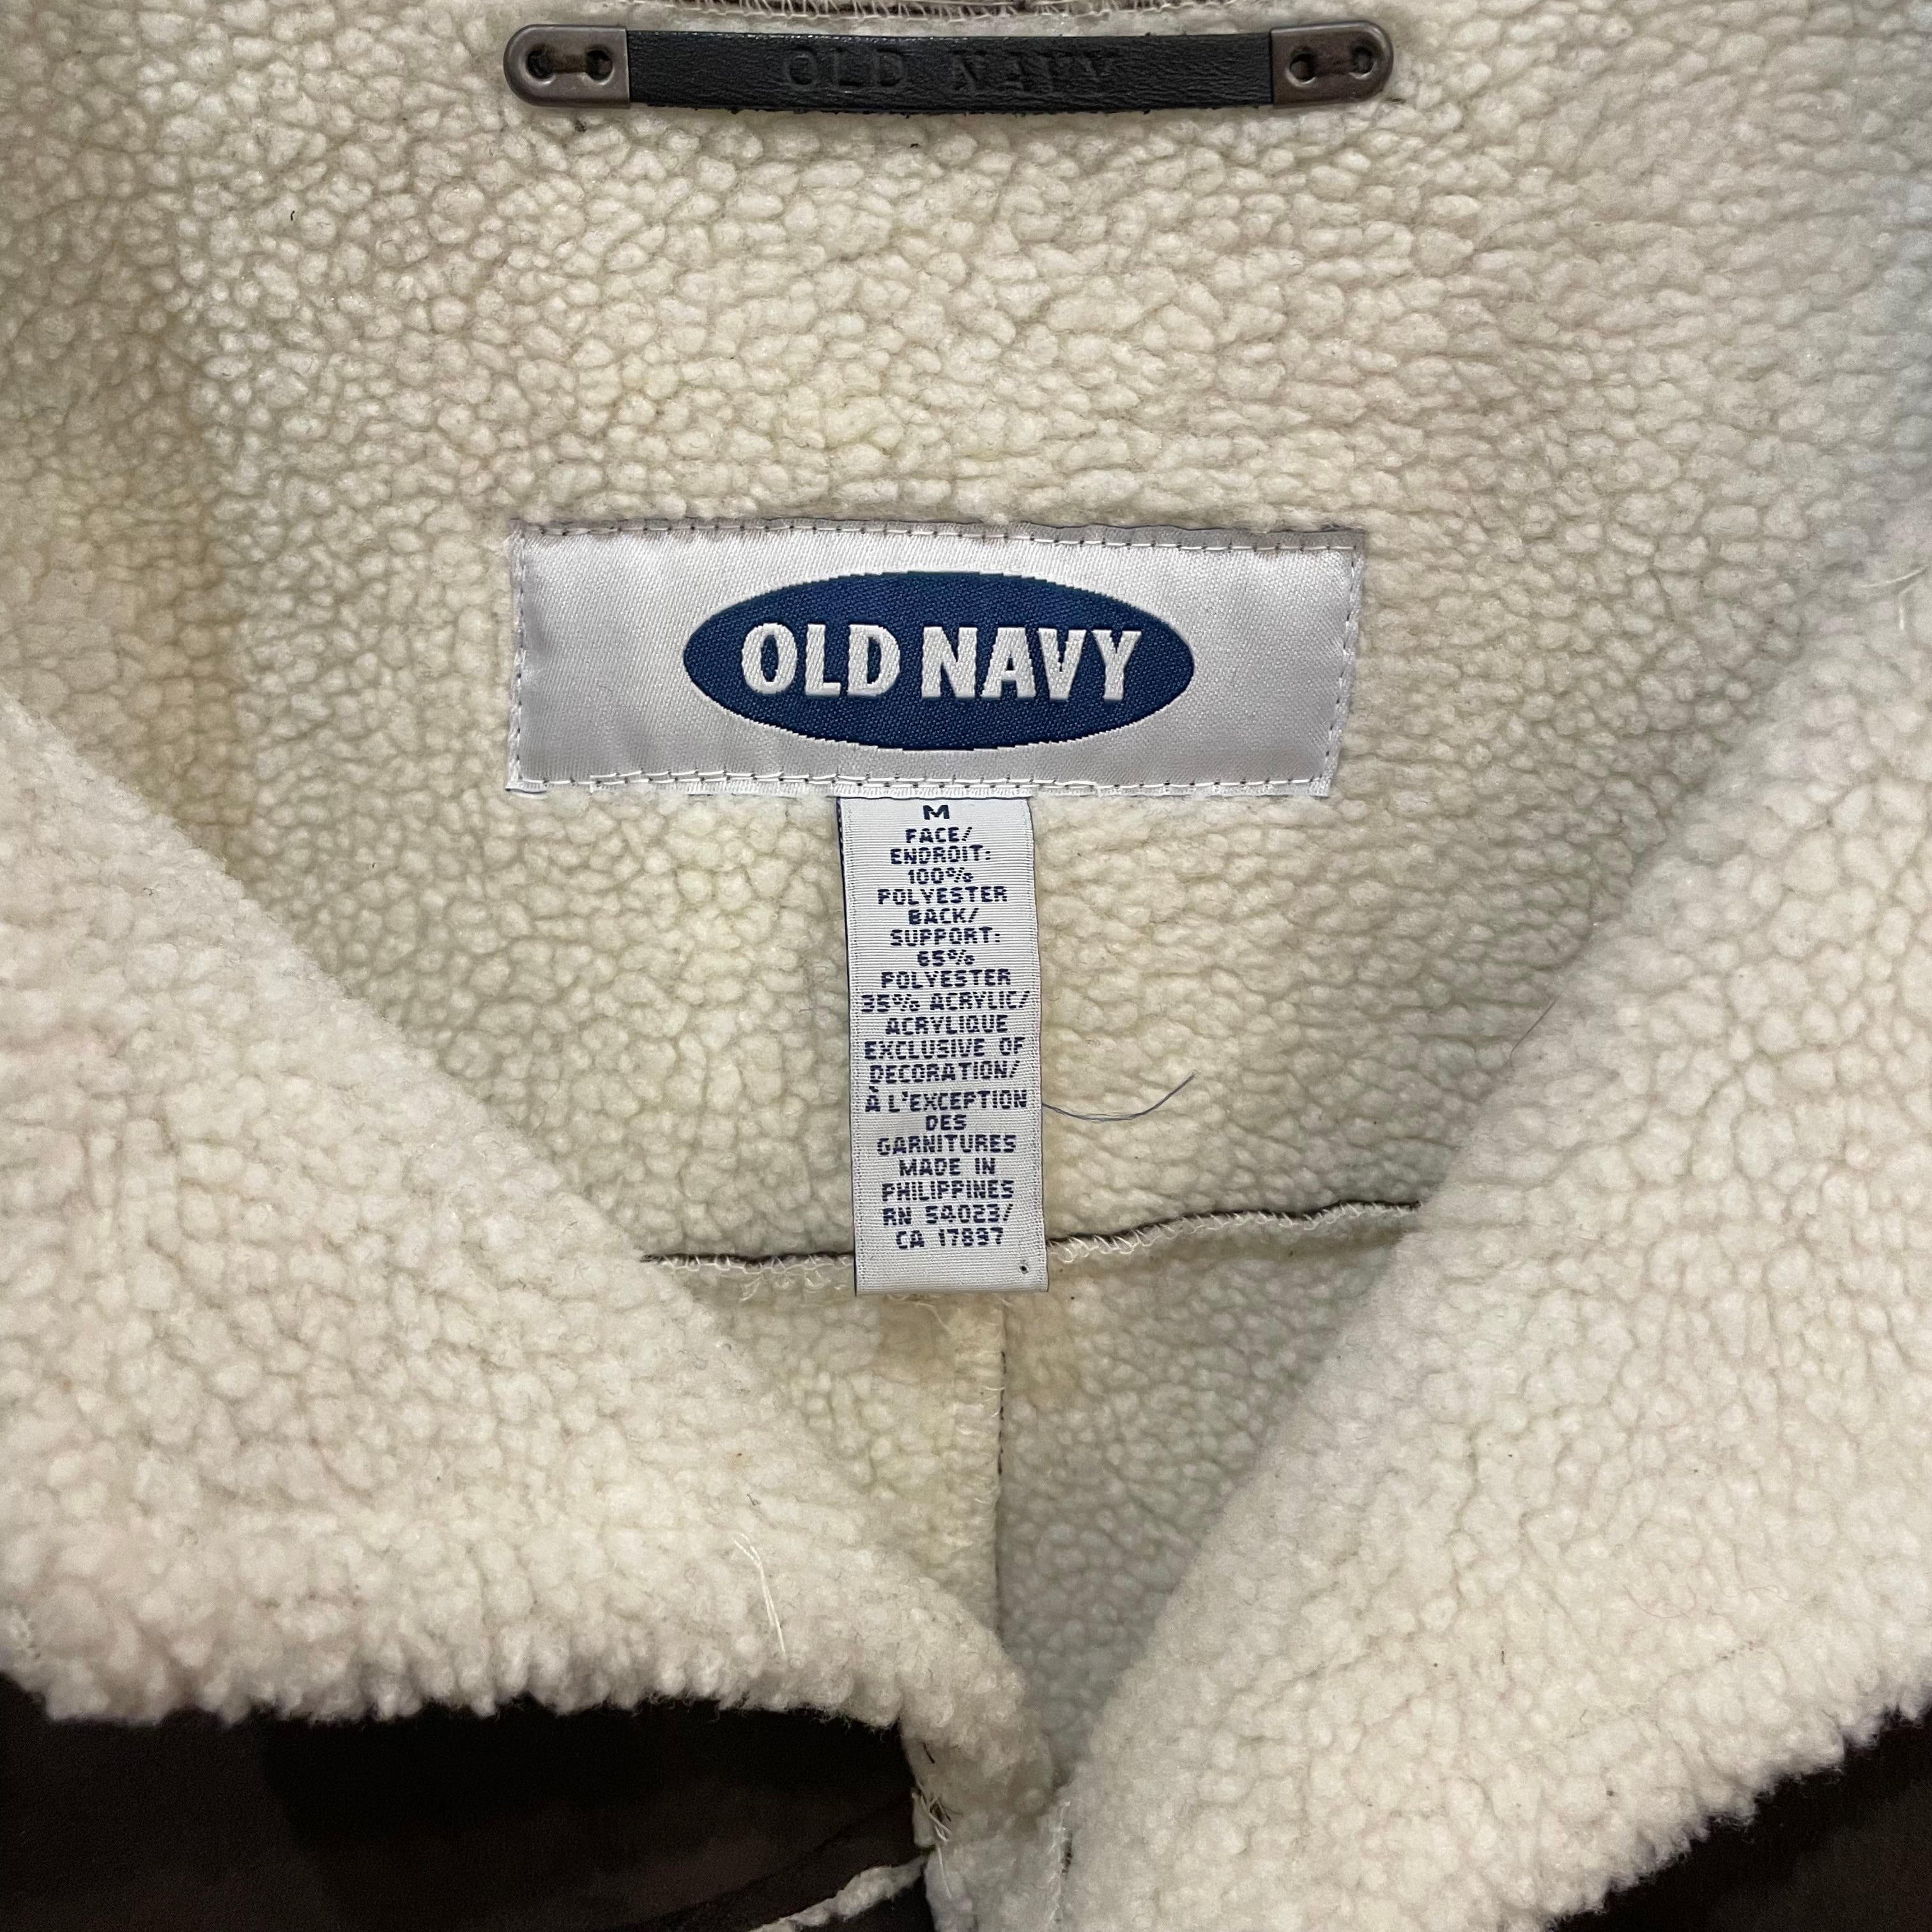 OLD NAVY
OLD NAVY
M
FACE/
ENDROIT:
100%
POLYESTER
BACK/
SUPPORT:
65%
POLYESTER
35% ACRYLIC/
ACRYLIQUE
EXCLUSIVE OF
DECORATION/
À L'EXCEPTION
DES
GARNITURES
MADE IN
PHILIPPINES
RN 54023/
CA 17897